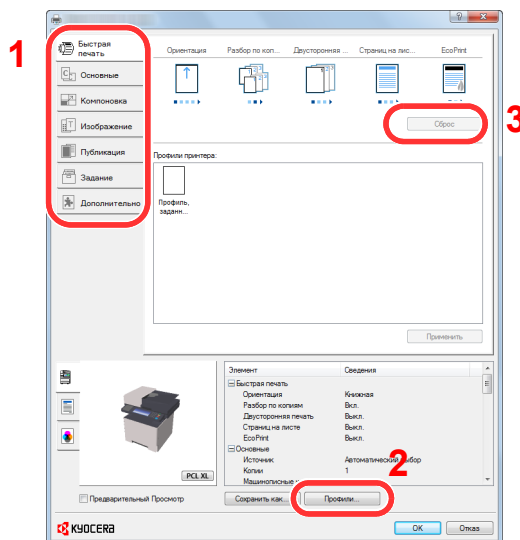 1
Быстрая
печать
Основные
Компоновка
Изображение
Публикация
Задание
Дополнительно
Ориентация Разбор по коп... Двусторонняя ... Страниц на лис... EcoPrint
Сброс
3
Профили принтера:
Профиль,
заданн...
Применить
Элемент Сведения
Быстрая печать
Ориентация Книжная
Разбор по копиям Вкл.
Двусторонняя печать Выкл.
Страниц на листе Выкл.
EcoPrint Выкл.
Основные
Источник Автоматический выбор
Копии 1
Машинописные
2
PCL XL
Предварительный Просмотр
Сохранить как...
Профили...
KYOCERA
OK
Отказ